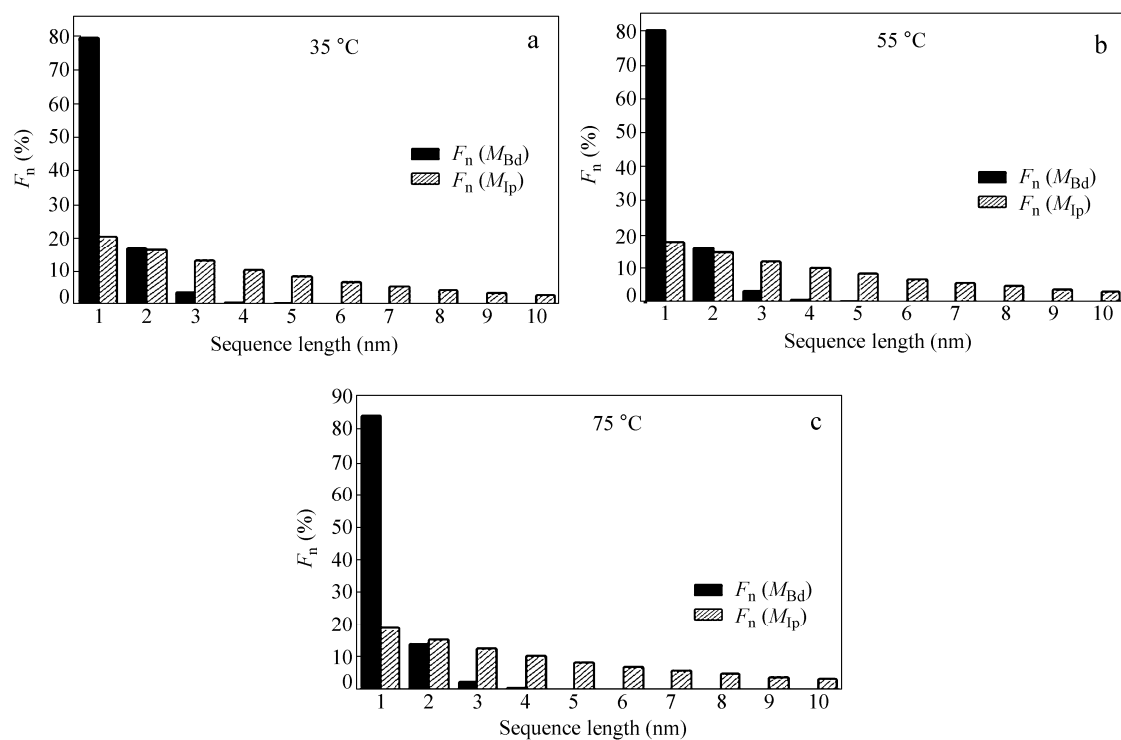 a
35 °C
80
70
60
50
40
30
20
10
0
Fn (%)
Fn (MBd)
Fn (MIp)
1 2 3 4 5 6 7 8 9 10
Sequence length (nm)
b
55 °C
80
70
60
50
40
30
20
10
0
Fn (%)
Fn (MBd)
Fn (MIp)
1 2 3 4 5 6 7 8 9 10
Sequence length (nm)
c
75 °C
90
80
70
60
50
40
30
20
10
0
Fn (%)
Fn (MBd)
Fn (MIp)
1 2 3 4 5 6 7 8 9 10
Sequence length (nm)